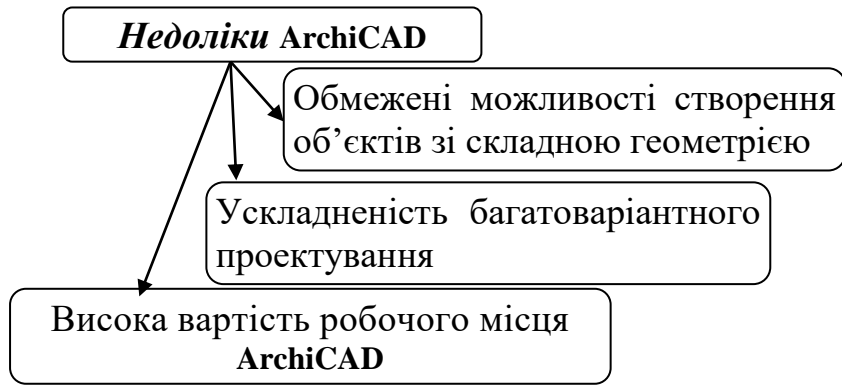 Недоліки ArchiCAD
Обмежені можливості створення
об’єктів зі складною геометрією
Ускладненість багатоваріантного
проектування
Висока вартість робочого місця
ArchiCAD